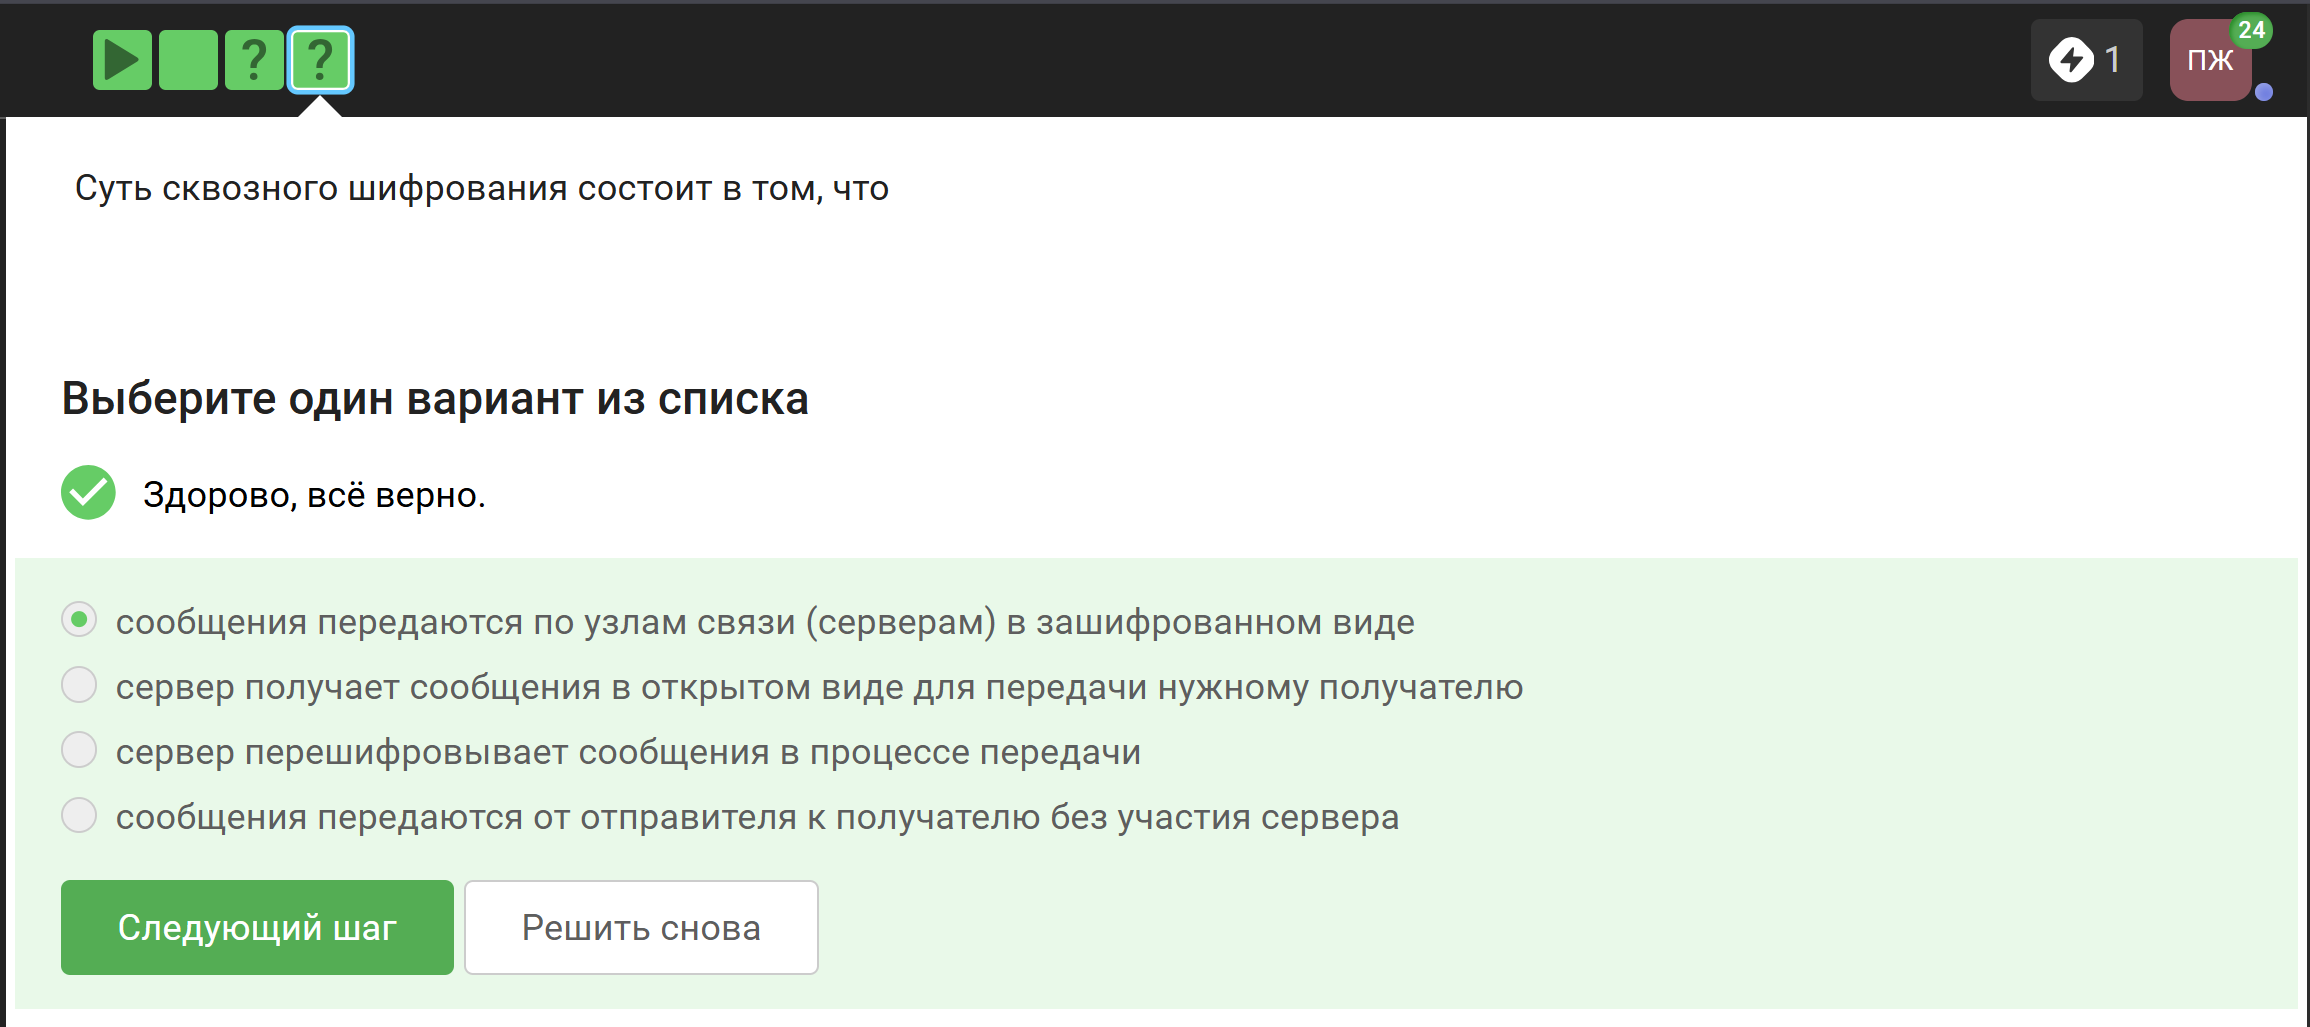 ? ?
1
ПЖ
24
Суть сквозного шифрования состоит в том, что
Выберите один вариант из списка
Здорово, всё верно.
сообщения передаются по узлам связи (серверам) в зашифрованном виде
сервер получает сообщения в открытом виде для передачи нужному получателю
сервер перешифровывает сообщения в процессе передачи
сообщения передаются от отправителя к получателю без участия сервера
Следующий шаг
Решить снова